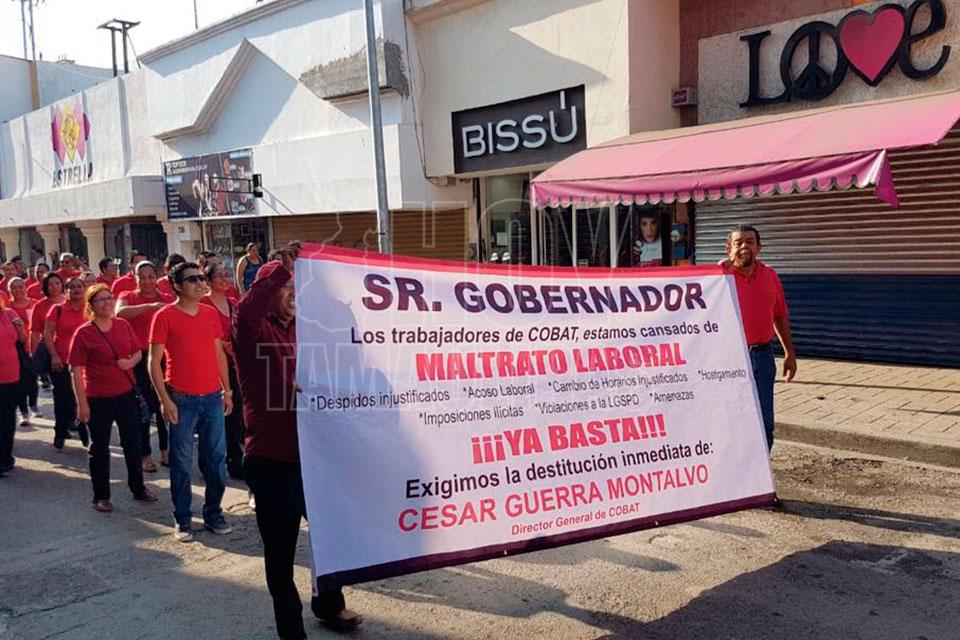 LOVE
BISSÚ
ESTRELLA
HOY
TAM
SR. GOBERNADOR
Los trabajadores de COBAT, estamos cansados de
MALTRATO LABORAL
*Despidos injustificados *Acoso Laboral *Cambio de Horarios Injustificados *Hostigamiento
*Imposiciones Ilícitas *Violaciones a la LGSPD *Amenazas
¡¡¡YA BASTA!!!
Exigimos la destitución inmediata de:
CESAR GUERRA MONTALVO
Director General de COBAT